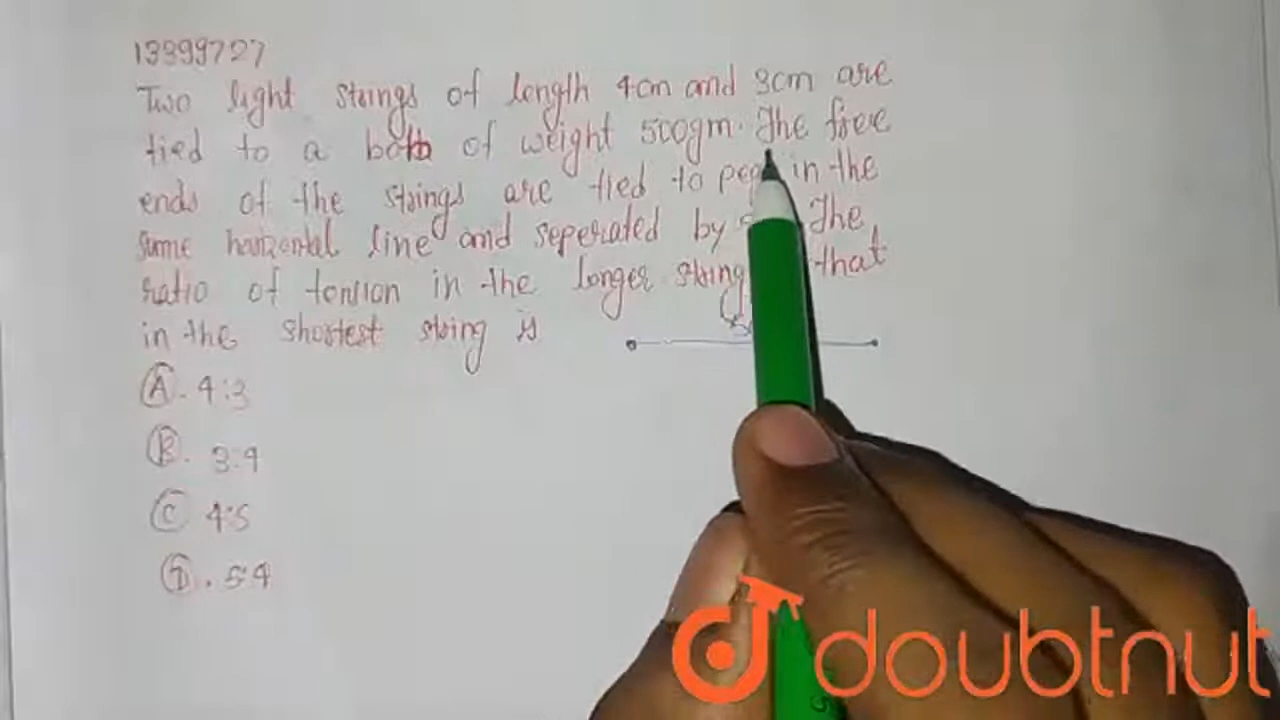 13399727
Two light strings of length 4cm and 3cm are
tied to a bob of weight 500gm. The free
ends of the strings are tied to in the
same horizontal line and seperated by The
ratio of tension in the longer string that
in the shortest string is
A. 4:3
B. 3:4
C 4:5
D. 5:4
doubtnut